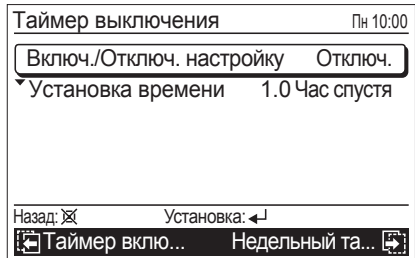 Таймер выключения Пн 10:00
Включ./Отключ. настройку Отключ.
Установка времени 1.0 Час спустя
Назад: Установка:
Таймер вклю... Недельный та...